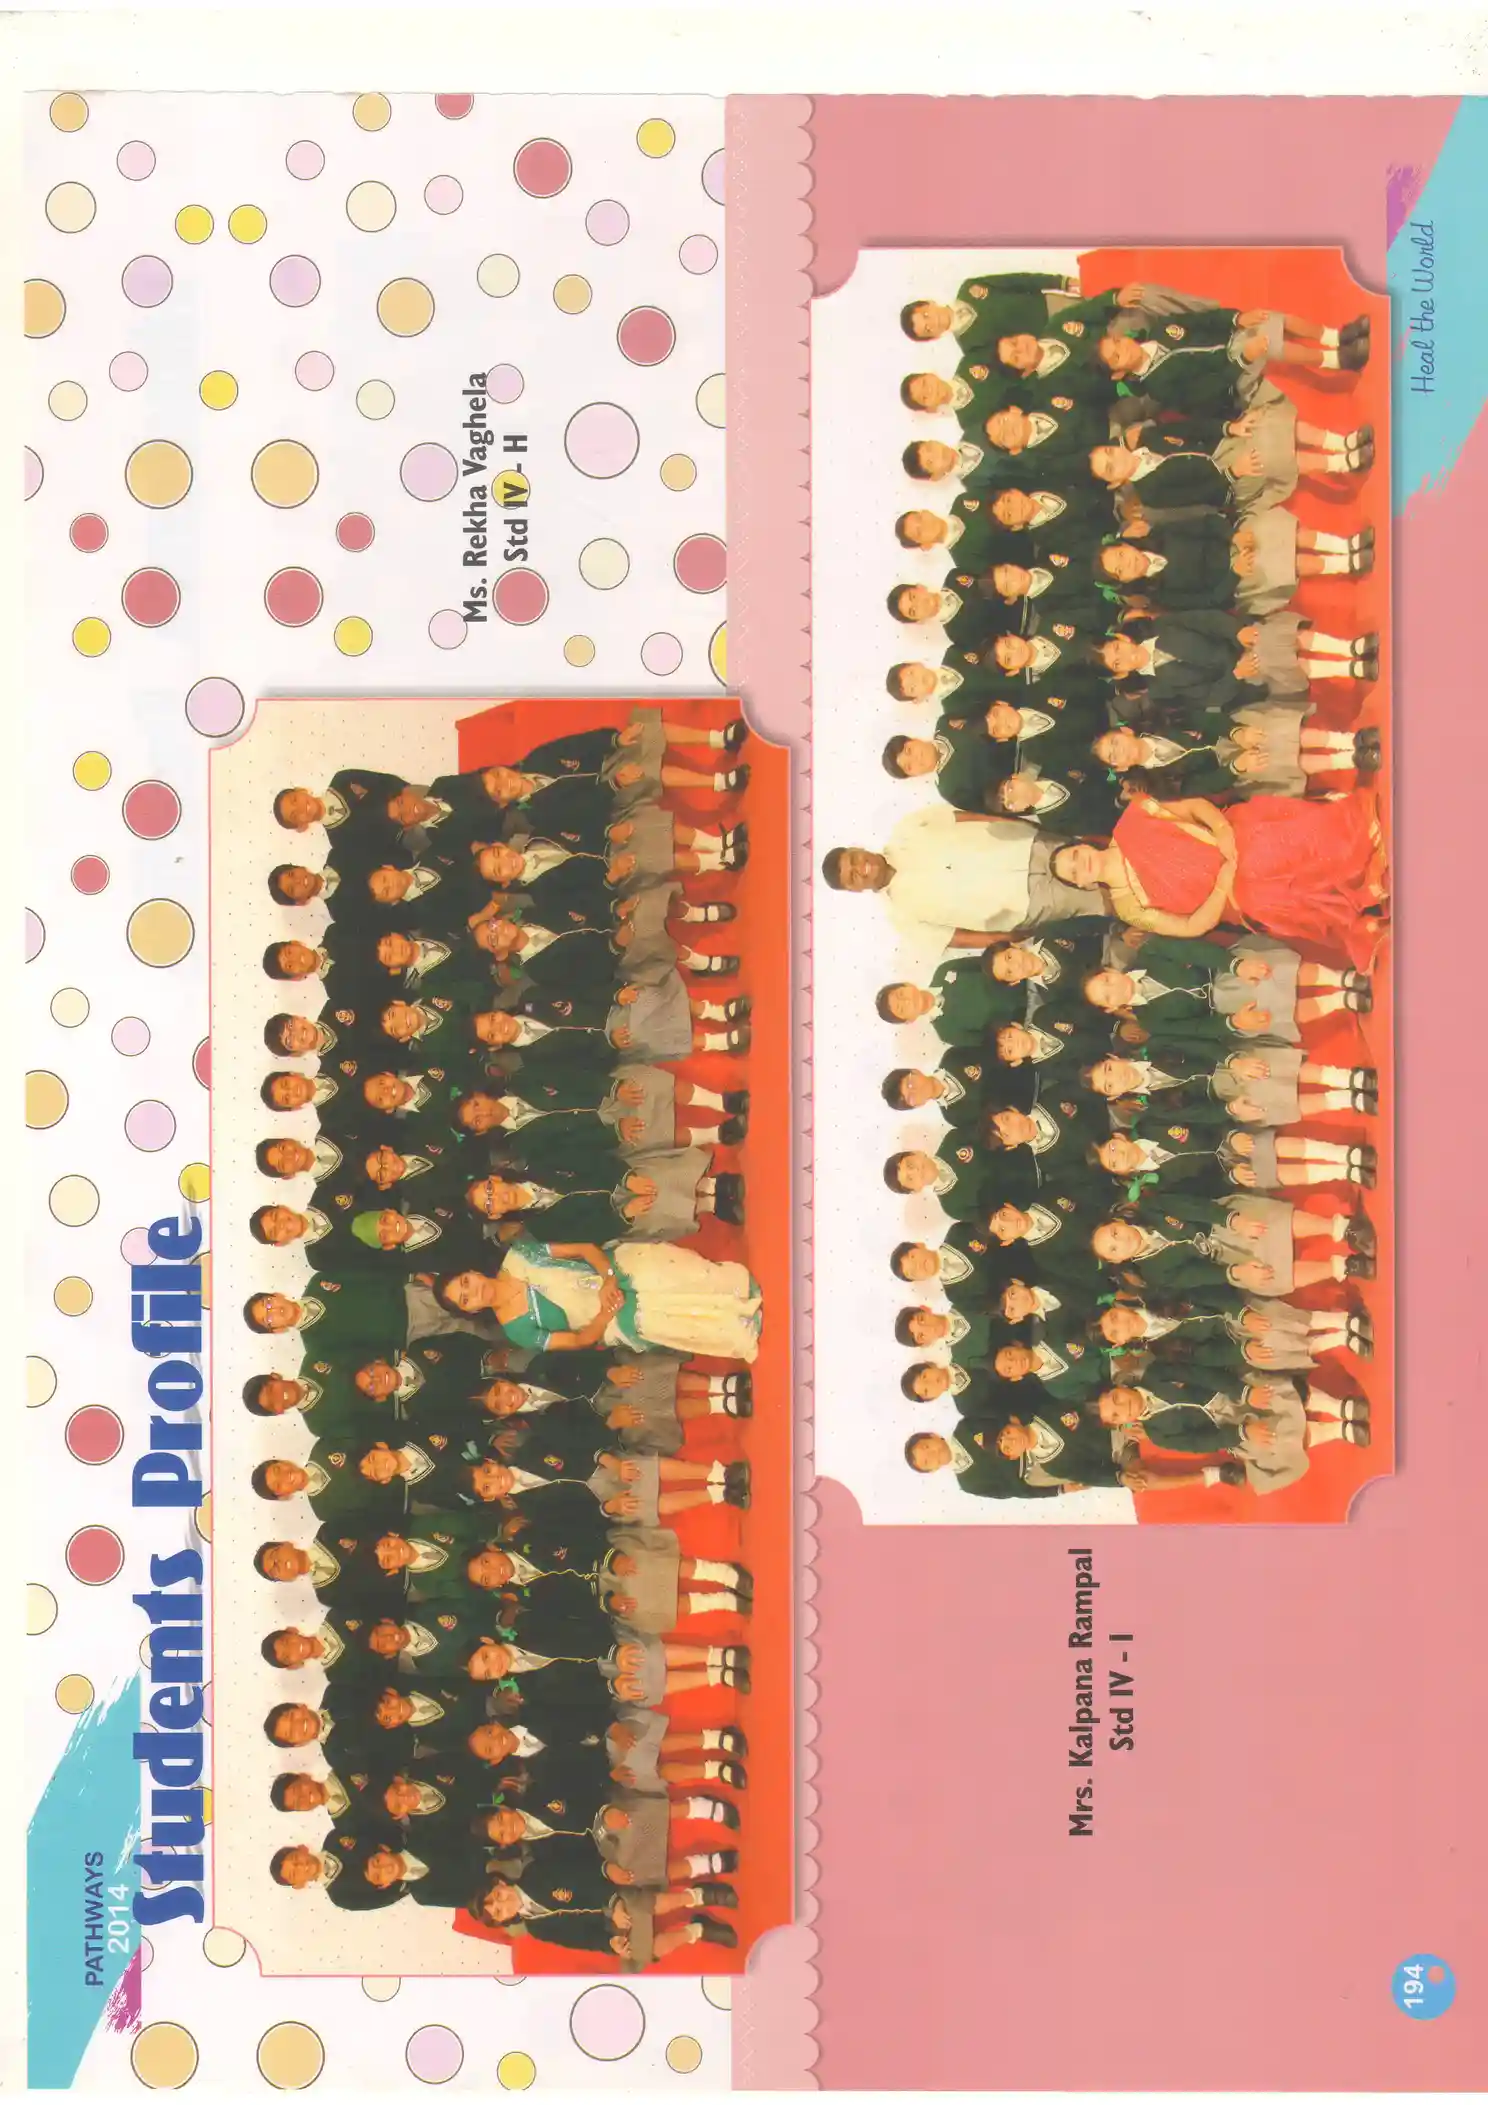 PATHWAYS
2014
Students Profile
Ms. Rekha Vaghela
Std IV - H
Mrs. Kalpana Rampal
Std IV - I
194
Heal the World